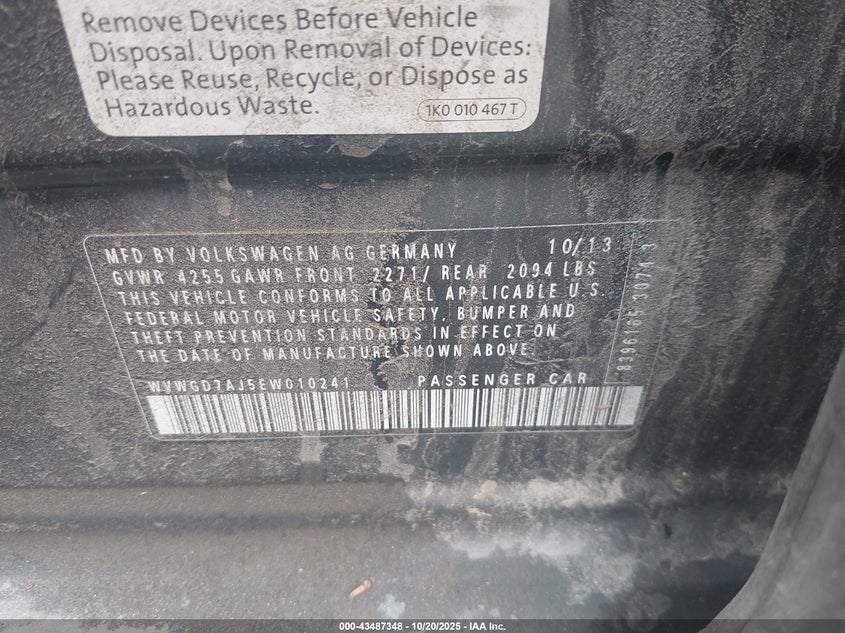 Remove Devices Before Vehicle
Disposal. Upon Removal of Devices:
Please Reuse, Recycle, or Dispose as
Hazardous Waste.
1K0 010 467 T
MFD BY VOLKSWAGEN AG GERMANY 10/13
GVWR 4255 GAWR FRONT 2271/ REAR 2094 LBS
THIS VEHICLE CONFORMS TO ALL APPLICABLE U.S.
FEDERAL MOTOR VEHICLE SAFETY, BUMPER AND
THEFT PREVENTION STANDARDS IN EFFECT ON
THE DATE OF MANUFACTURE SHOWN ABOVE.
WVWGD7AJ5EW010241 PASSENGER CAR
000-43487348 - 10/20/2025 - IAA Inc.